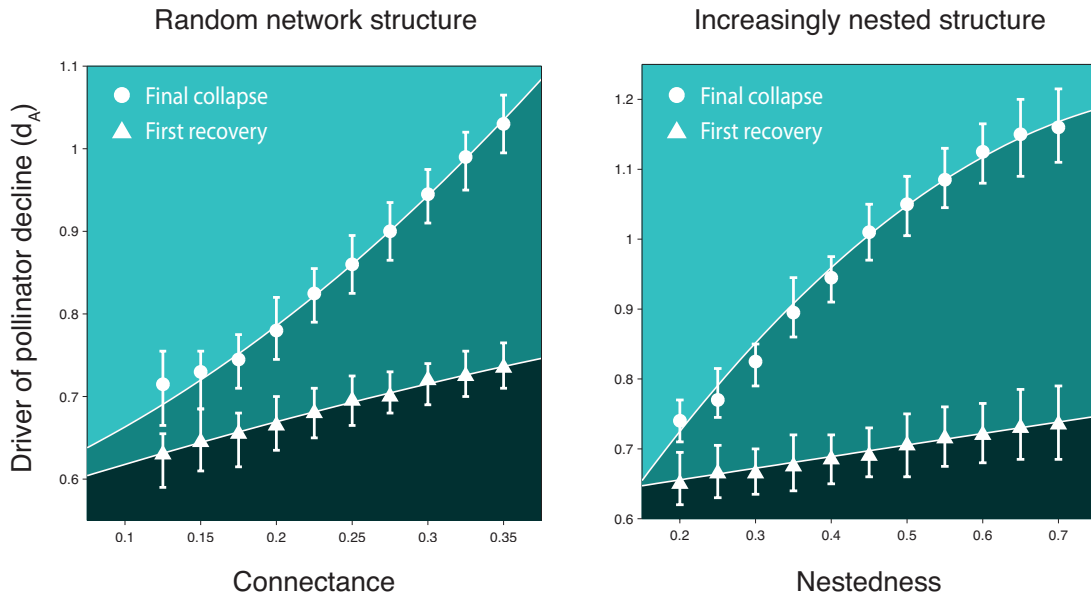 Random network structure
Increasingly nested structure
Driver of pollinator decline (d_A)
1.1
1
0.9
0.8
0.7
0.6
Final collapse
First recovery
0.1 0.15 0.2 0.25 0.3 0.35
Connectance
1.2
1.1
1
0.9
0.8
0.7
0.6
Final collapse
First recovery
0.2 0.3 0.4 0.5 0.6 0.7
Nestedness